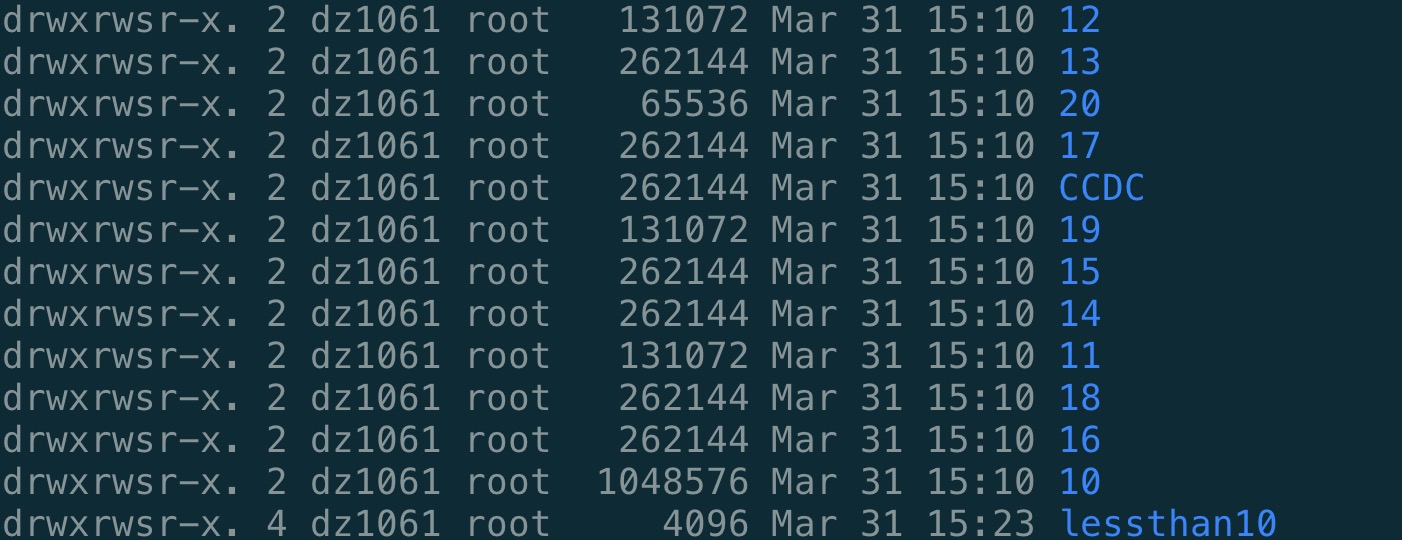 drwxrwsr-x. 2 dz1061 root   131072 Mar 31 15:10 12
drwxrwsr-x. 2 dz1061 root   262144 Mar 31 15:10 13
drwxrwsr-x. 2 dz1061 root    65536 Mar 31 15:10 20
drwxrwsr-x. 2 dz1061 root   262144 Mar 31 15:10 17
drwxrwsr-x. 2 dz1061 root   262144 Mar 31 15:10 CCDC
drwxrwsr-x. 2 dz1061 root   131072 Mar 31 15:10 19
drwxrwsr-x. 2 dz1061 root   262144 Mar 31 15:10 15
drwxrwsr-x. 2 dz1061 root   262144 Mar 31 15:10 14
drwxrwsr-x. 2 dz1061 root   131072 Mar 31 15:10 11
drwxrwsr-x. 2 dz1061 root   262144 Mar 31 15:10 18
drwxrwsr-x. 2 dz1061 root   262144 Mar 31 15:10 16
drwxrwsr-x. 2 dz1061 root  1048576 Mar 31 15:10 10
drwxrwsr-x. 4 dz1061 root     4096 Mar 31 15:23 lessthan10